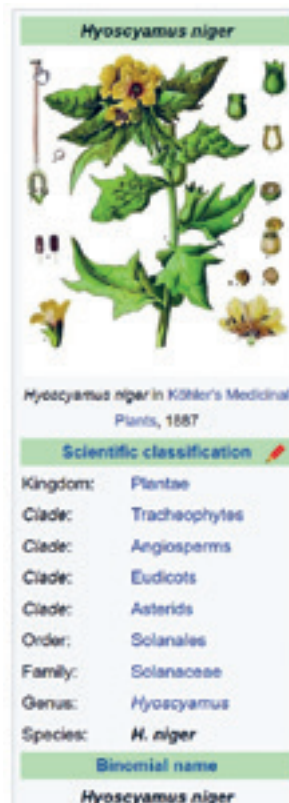 Hyoscyamus niger
Hyoscyamus niger in Köhler's Medicinal
Plants, 1887
Scientific classification
Kingdom: Plantae
Clade: Tracheophytes
Clade: Angiosperms
Clade: Eudicots
Clade: Asterids
Order: Solanales
Family: Solanaceae
Genus: Hyoscyamus
Species: H. niger
Binomial name
Hyoscyamus niger